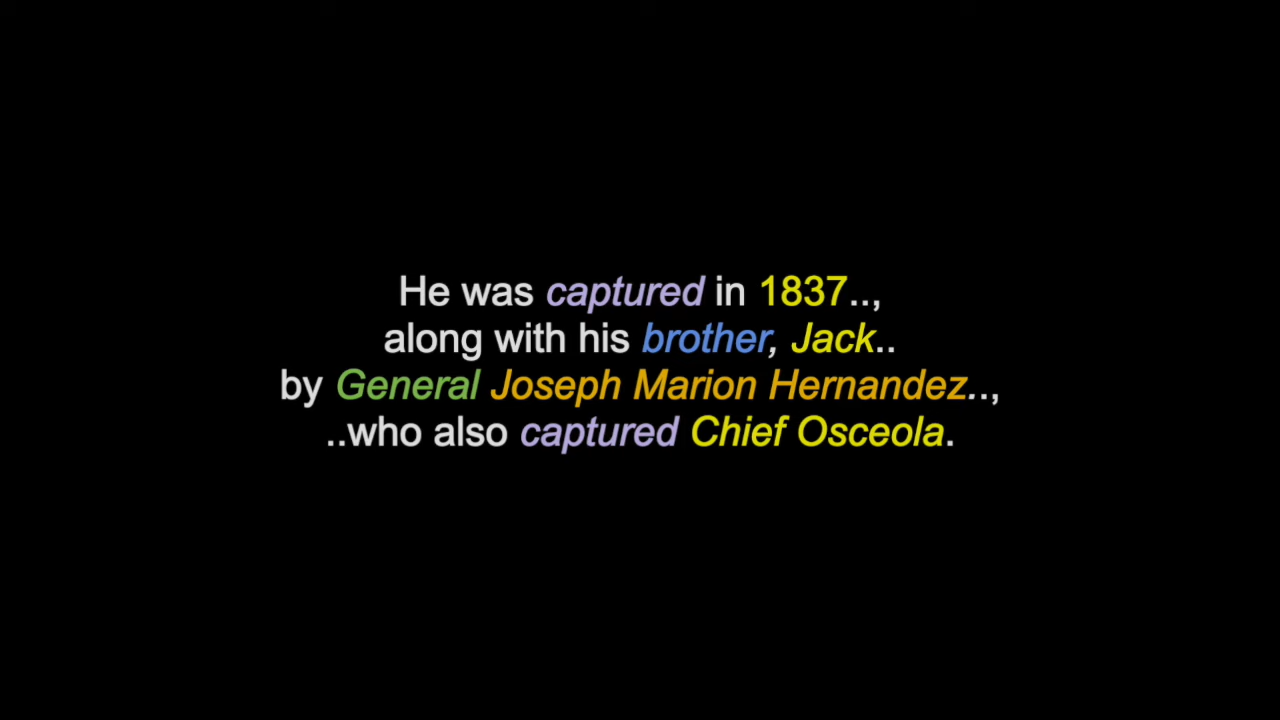 He was captured in 1837..,
along with his brother, Jack..
by General Joseph Marion Hernandez..,
..who also captured Chief Osceola.